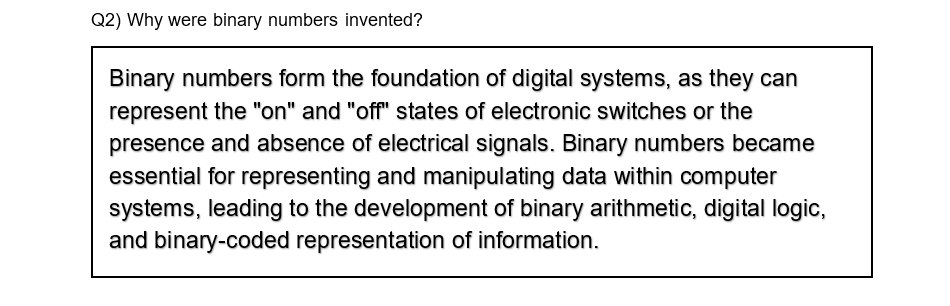 Q2) Why were binary numbers invented?
Binary numbers form the foundation of digital systems, as they can
represent the "on" and "off" states of electronic switches or the
presence and absence of electrical signals. Binary numbers became
essential for representing and manipulating data within computer
systems, leading to the development of binary arithmetic, digital logic,
and binary-coded representation of information.